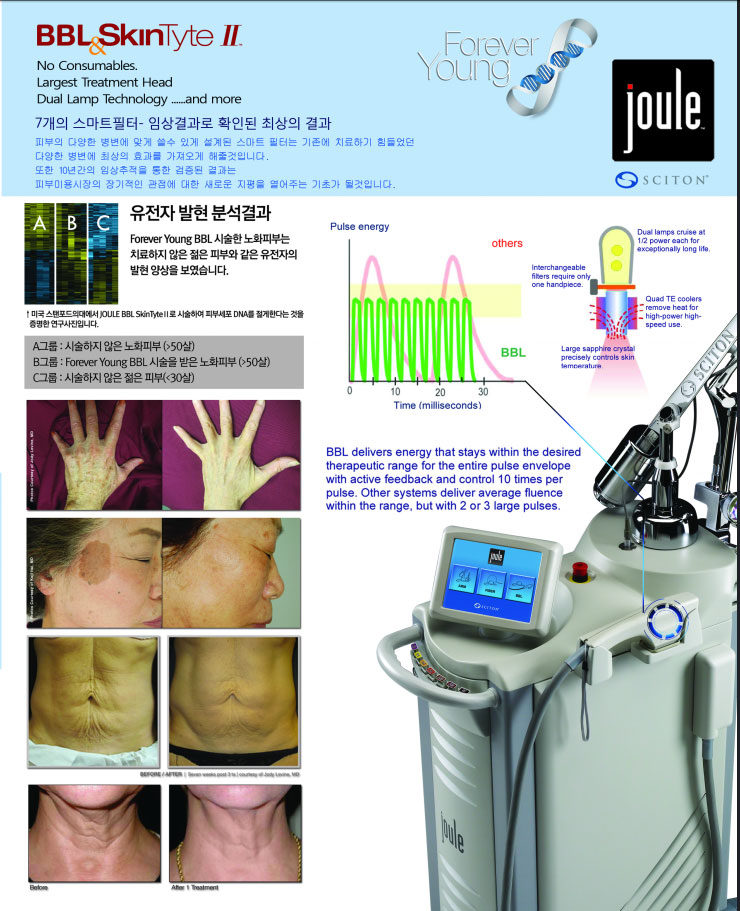 BBL & SkinTyte II™
No Consumables.
Largest Treatment Head
Dual Lamp Technology ......and more
Forever
Young
joule™
SCITON®
7개의 스마트필터- 임상결과로 확인된 최상의 결과
피부의 다양한 병변에 맞게 쓸수 있게 설계된 스마트 필터는 기존에 치료하기 힘들었던
다양한 병변에 최상의 효과를 가져오게 해줄것입니다.
또한 10년간의 임상추적을 통한 검증된 결과는
피부미용시장의 장기적인 관점에 대한 새로운 지평을 열어주는 기초가 될것입니다.
A B C
유전자 발현 분석결과
Forever Young BBL 시술한 노화피부는
치료하지 않은 젊은 피부와 같은 유전자의
발현 양상을 보였습니다.
↑ 미국 스탠포드의대에서 JOULE BBL SkinTyte II로 시술하여 피부세포 DNA를 절게한다는 것을
증명한 연구사진입니다.
A그룹 : 시술하지 않은 노화피부 (>50살)
B그룹 : Forever Young BBL 시술을 받은 노화피부 (>50살)
C그룹 : 시술하지 않은 젊은 피부(<30살)
Pulse energy
others
BBL
0 10 20 30
Time (milliseconds)
Dual lamps cruise at
1/2 power each for
exceptionally long life.
Interchangeable
filters require only
one handpiece.
Quad TE coolers
remove heat for
high-power high-
speed use.
Large sapphire crystal
precisely controls skin
temperature.
SCITON
BBL delivers energy that stays within the desired
therapeutic range for the entire pulse envelope
with active feedback and control 10 times per
pulse. Other systems deliver average fluence
within the range, but with 2 or 3 large pulses.
Photos Courtesy of Jody Levine, MD
BEFORE / AFTER | Seven weeks post 3 tx | courtesy of Jody Levine, MD
Before
After 1 Treatment
joule
BBL
SCITON
joule